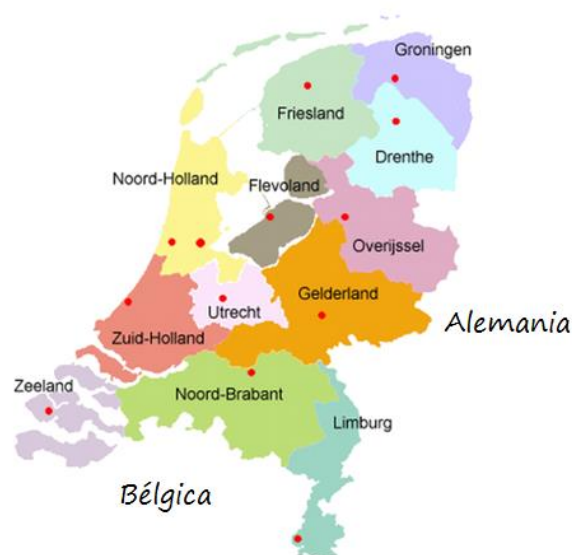 Groningen
Friesland
Drenthe
Noord-Holland
Flevoland
Overijssel
Gelderland
Utrecht
Alemania
Zuid-Holland
Zeeland
Noord-Brabant
Limburg
Bélgica